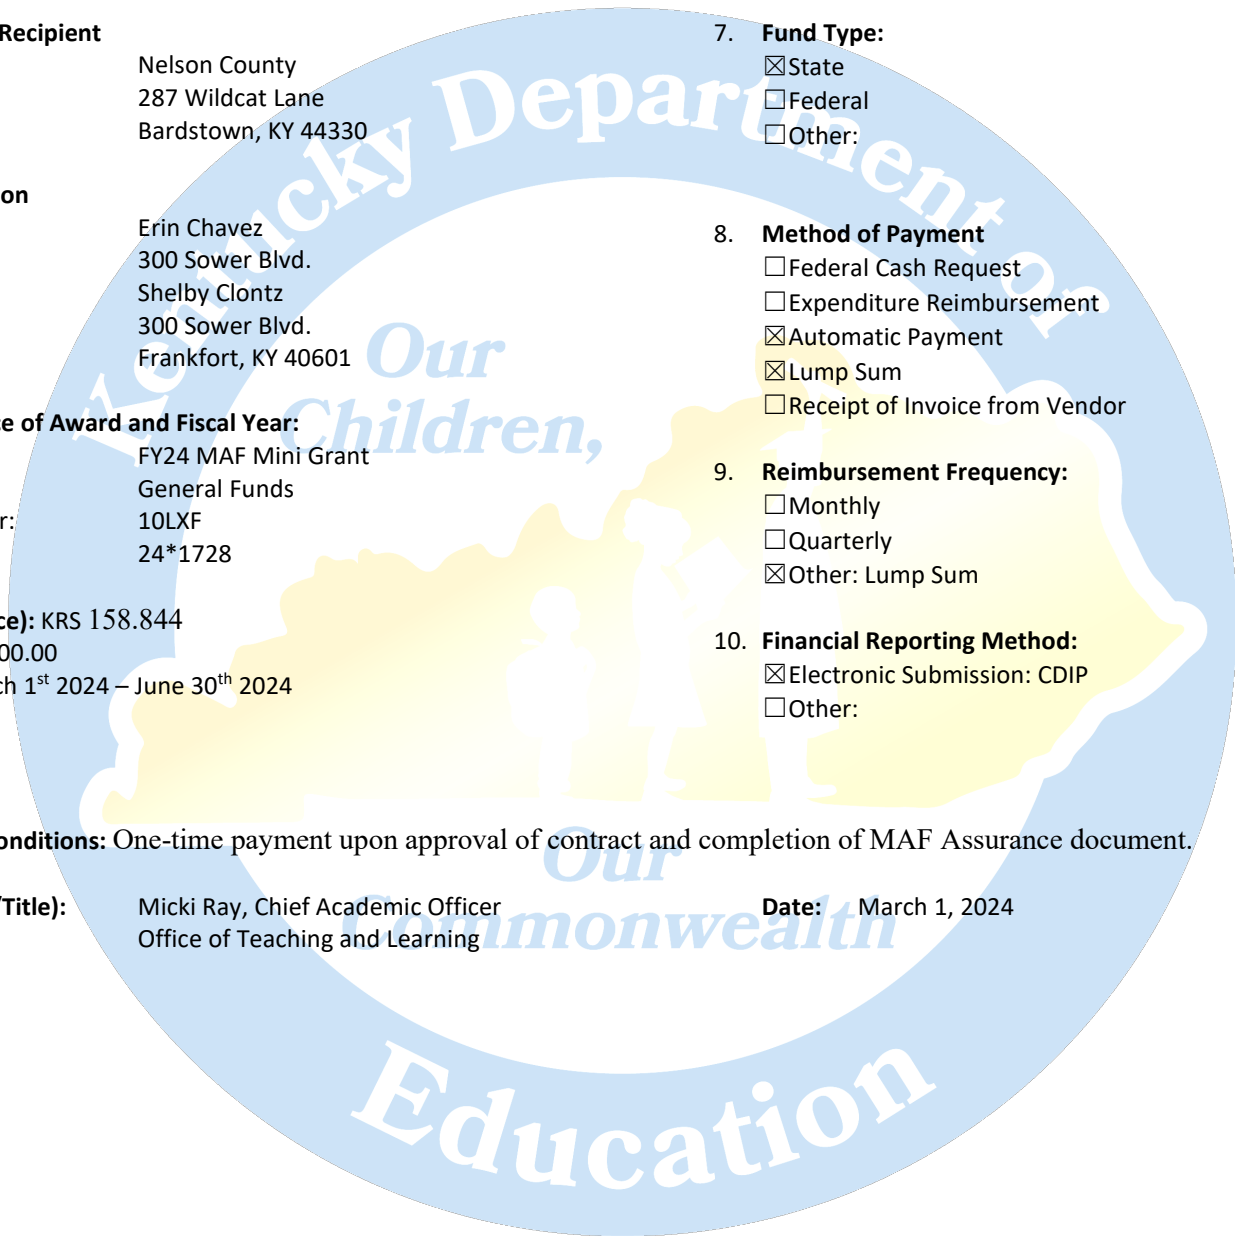 Recipient
Nelson County
287 Wildcat Lane
Bardstown, KY 44330
on
Erin Chavez
300 Sower Blvd.
Shelby Clontz
300 Sower Blvd.
Frankfort, KY 40601
e of Award and Fiscal Year:
FY24 MAF Mini Grant
General Funds
r: 10LXF
24*1728
ce): KRS 158.844
00.00
ch 1st 2024 – June 30th 2024
7. Fund Type:
☒State
☐Federal
☐Other:
8. Method of Payment
☐Federal Cash Request
☐Expenditure Reimbursement
☒Automatic Payment
☒Lump Sum
☐Receipt of Invoice from Vendor
9. Reimbursement Frequency:
☐Monthly
☐Quarterly
☒Other: Lump Sum
10. Financial Reporting Method:
☒Electronic Submission: CDIP
☐Other:
onditions: One-time payment upon approval of contract and completion of MAF Assurance document.
/Title): Micki Ray, Chief Academic Officer Date: March 1, 2024
Office of Teaching and Learning
Kentucky Department of
Education
Our
Children,
Our
Commonwealth